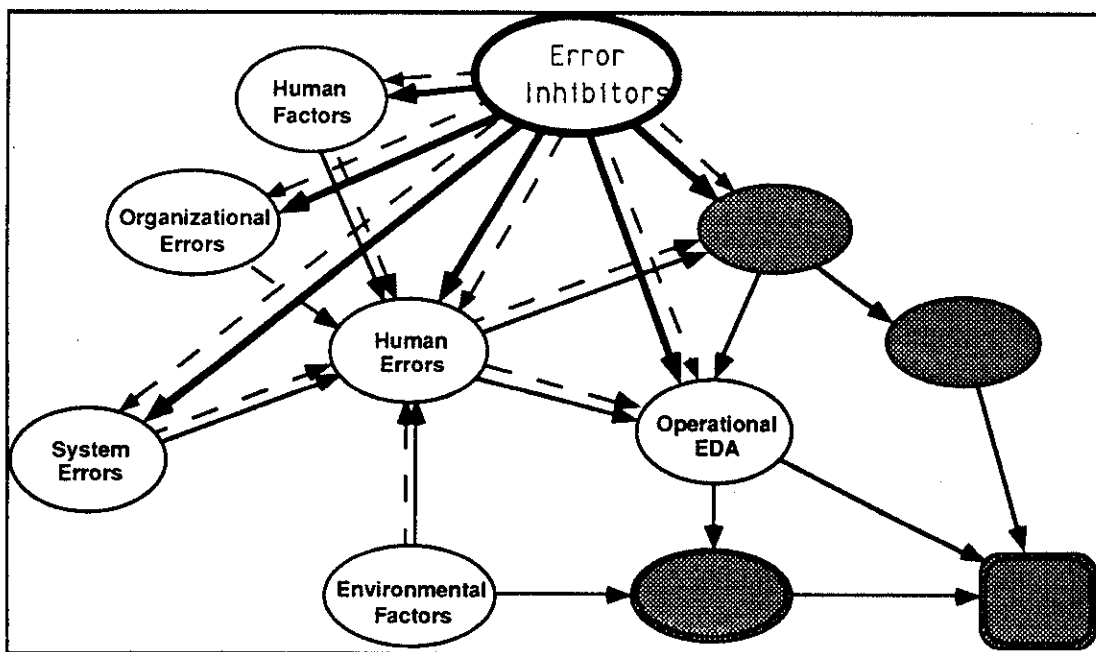 Error
Inhibitors
Human
Factors
Organizational
Errors
Human
Errors
System
Errors
Operational
EDA
Environmental
Factors